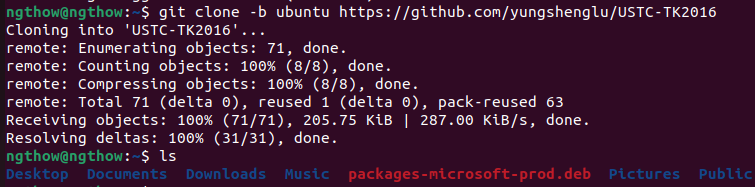 ngthow@ngthow:~$ git clone -b ubuntu https://github.com/yungshenglu/USTC-TK2016
Cloning into 'USTC-TK2016'...
remote: Enumerating objects: 71, done.
remote: Counting objects: 100% (8/8), done.
remote: Compressing objects: 100% (8/8), done.
remote: Total 71 (delta 0), reused 1 (delta 0), pack-reused 63
Receiving objects: 100% (71/71), 205.75 KiB | 287.00 KiB/s, done.
Resolving deltas: 100% (31/31), done.
ngthow@ngthow:~$ ls
Desktop  Documents  Downloads  Music  packages-microsoft-prod.deb  Pictures  Public